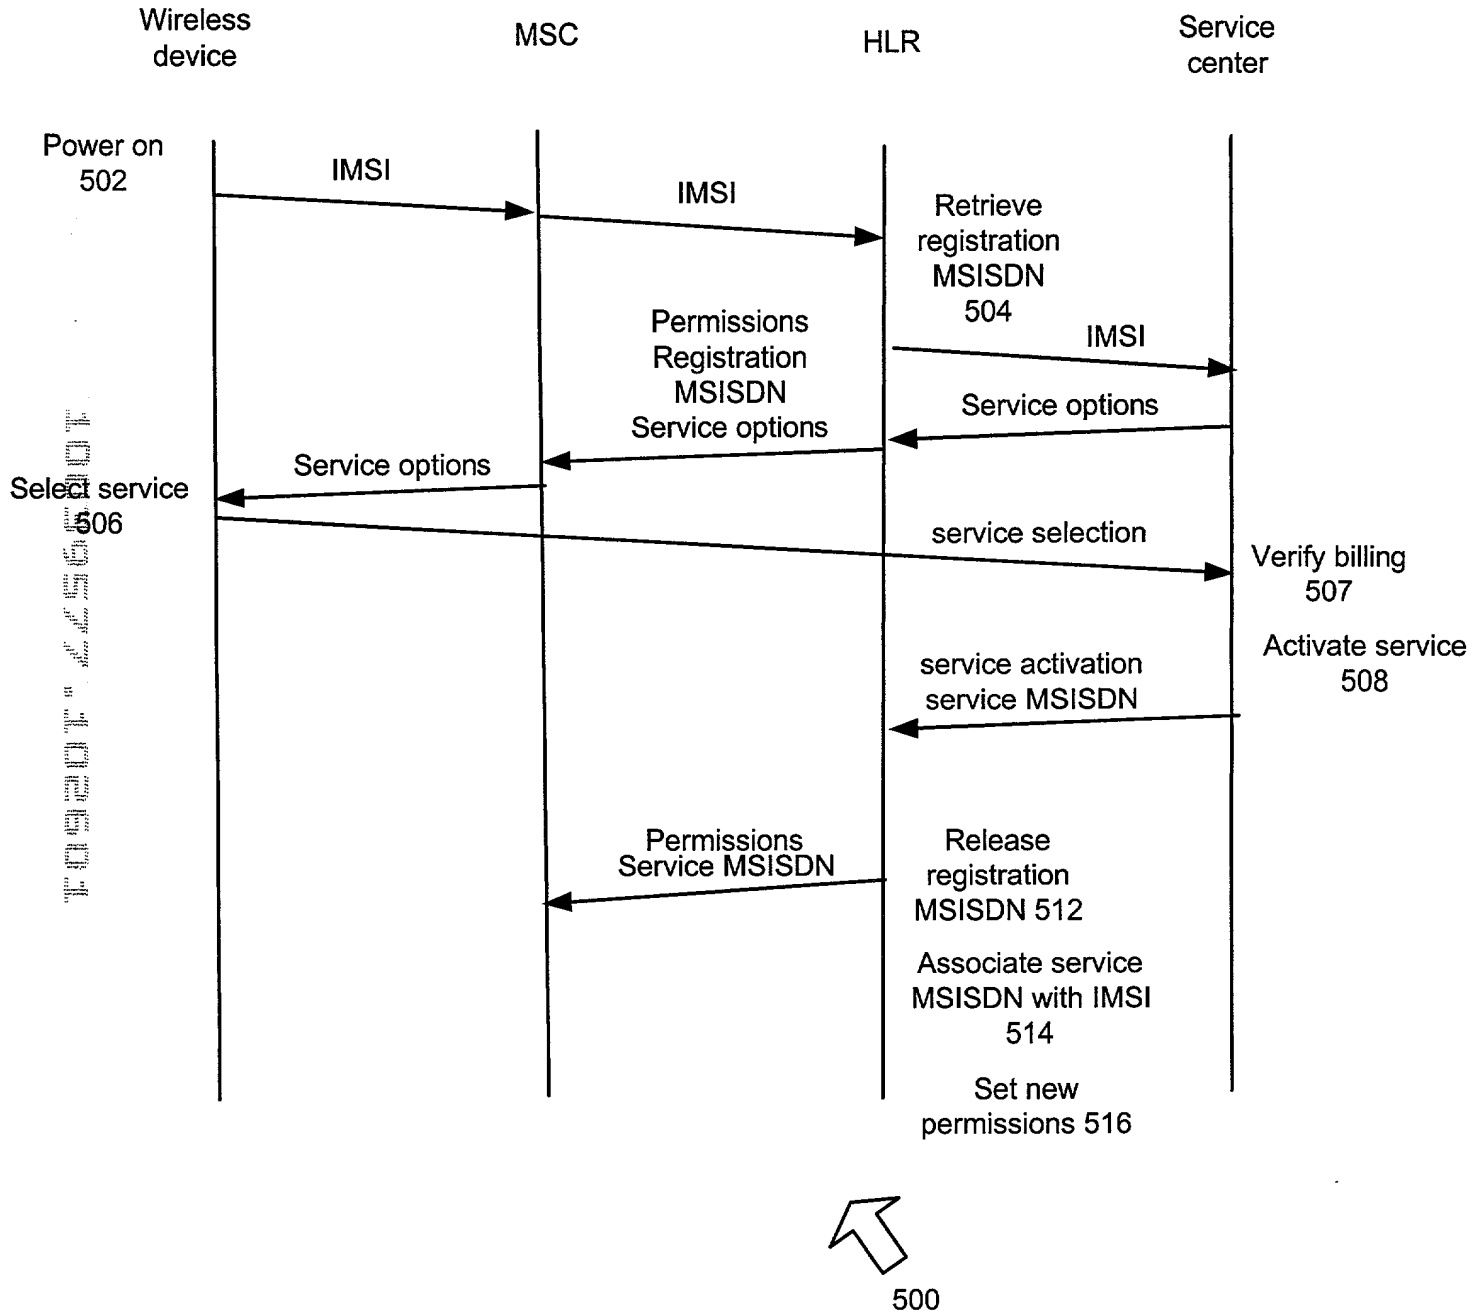 Wireless
device
MSC
HLR
Service
center
Power on
502
IMSI
IMSI
Retrieve
registration
MSISDN
504
Permissions
Registration
MSISDN
Service options
IMSI
Service options
Service options
Select service
506
service selection
Verify billing
507
Activate service
508
service activation
service MSISDN
Permissions
Service MSISDN
Release
registration
MSISDN 512
Associate service
MSISDN with IMSI
514
Set new
permissions 516
500